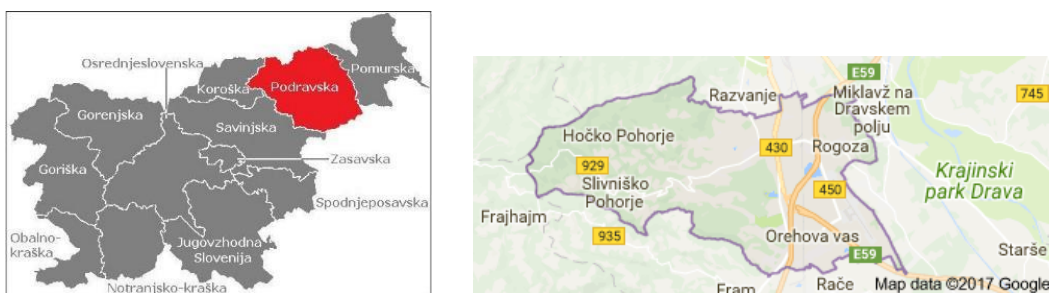 Osrednjeslovenska
Pomurska
Koroška
Podravska
Gorenjska
Savinjska
Zasavska
Goriška
Spodnjeposavska
Obalno-
kraška
Jugovzhodna
Slovenija
Notranjsko-kraška
E59
Razvanje
Miklavž na
Dravskem
polju
745
Hočko Pohorje
430
Rogoza
929
Krajinski
park Drava
Slivniško
Pohorje
450
Frajhajm
935
Orehova vas
E59
Starše
Fram
Rače
Map data ©2017 Google